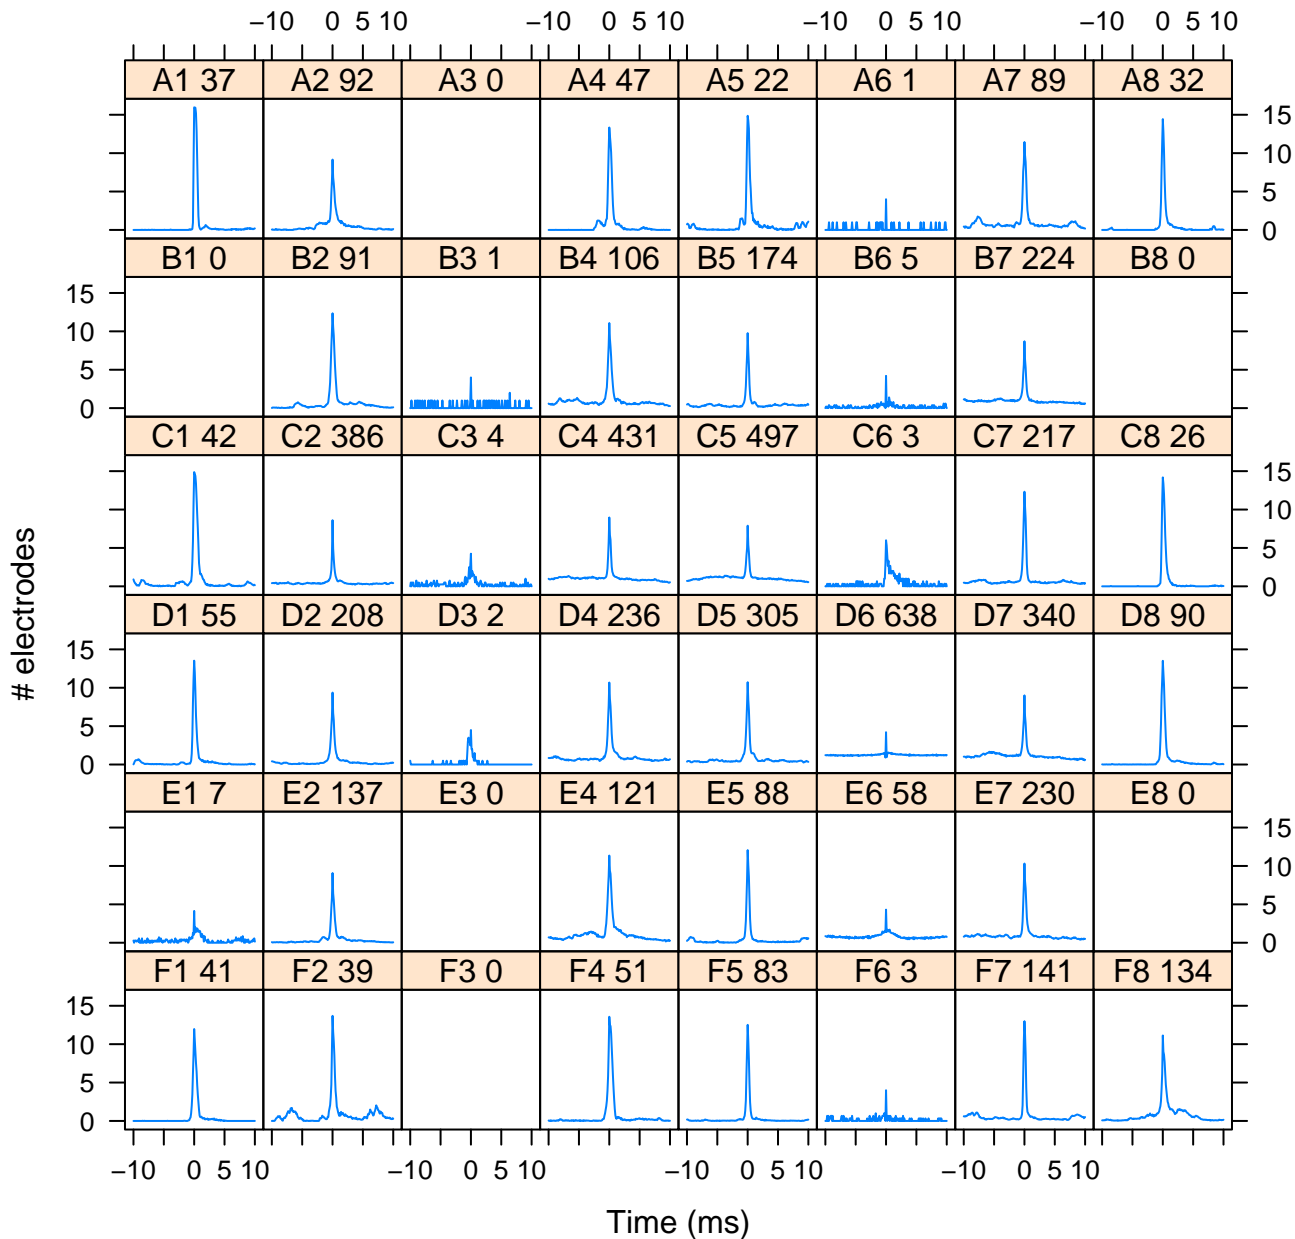 −10 0 5 10 −10 0 5 10 −10 0 5 10 −10 0 5 10
A1 37 A2 92 A3 0 A4 47 A5 22 A6 1 A7 89 A8 32
15
10
5
0
B1 0 B2 91 B3 1 B4 106 B5 174 B6 5 B7 224 B8 0
15
10
5
0
C1 42 C2 386 C3 4 C4 431 C5 497 C6 3 C7 217 C8 26
15
10
5
0
D1 55 D2 208 D3 2 D4 236 D5 305 D6 638 D7 340 D8 90
15
10
5
0
E1 7 E2 137 E3 0 E4 121 E5 88 E6 58 E7 230 E8 0
15
10
5
0
F1 41 F2 39 F3 0 F4 51 F5 83 F6 3 F7 141 F8 134
15
10
5
0
−10 0 5 10 −10 0 5 10 −10 0 5 10 −10 0 5 10
# electrodes
Time (ms)